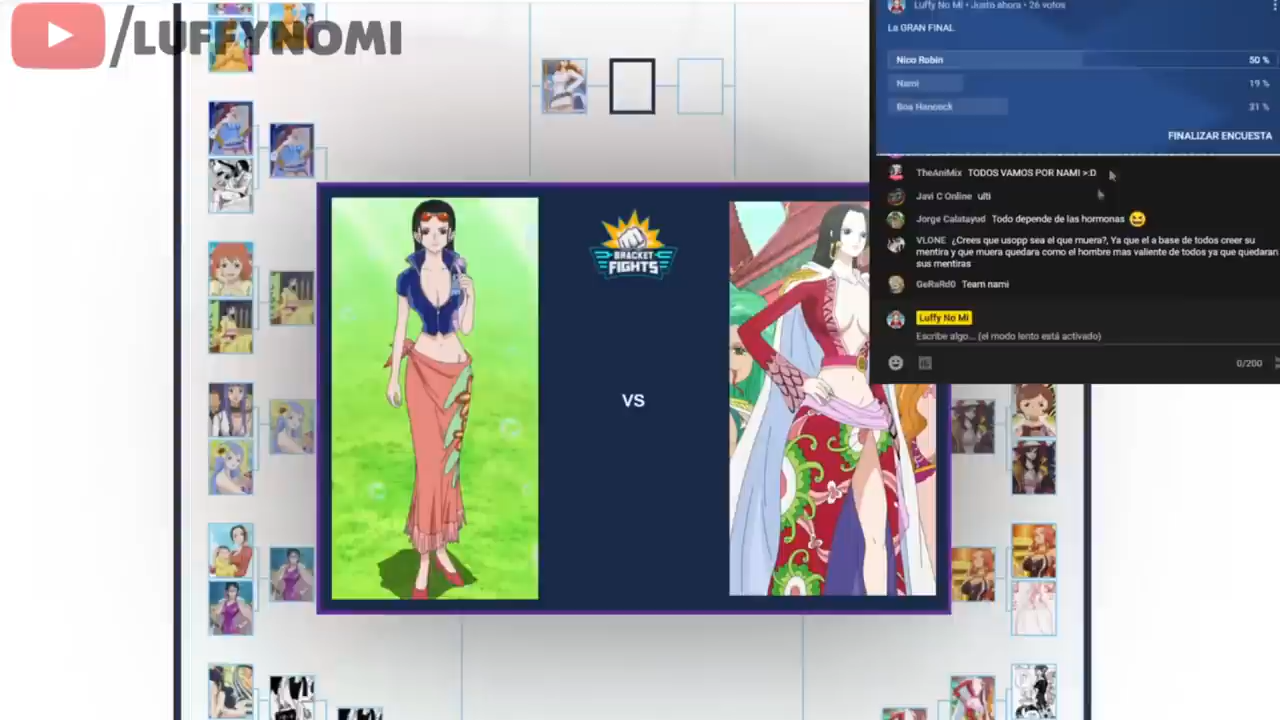 /LUFFYNOMI
Luffy No Mi • Justo ahora • 26 votos
La GRAN FINAL
Nico Robin 50 %
Nami 19 %
Boa Hancock 31 %
FINALIZAR ENCUESTA
TheAniMix TODOS VAMOS POR NAMI >:D
Javi C Online ulti
Jorge Calatayud Todo depende de las hormonas 😆
VLONE ¿Crees que usopp sea el que muera?, Ya que el a base de todos creer su
mentira y que muera quedara como el hombre mas valiente de todos ya que quedaran
sus mentiras
GeRaRd0 Team nami
Luffy No Mi
Escribe algo... (el modo lento está activado)
0/200
BRACKET
FIGHTS
VS